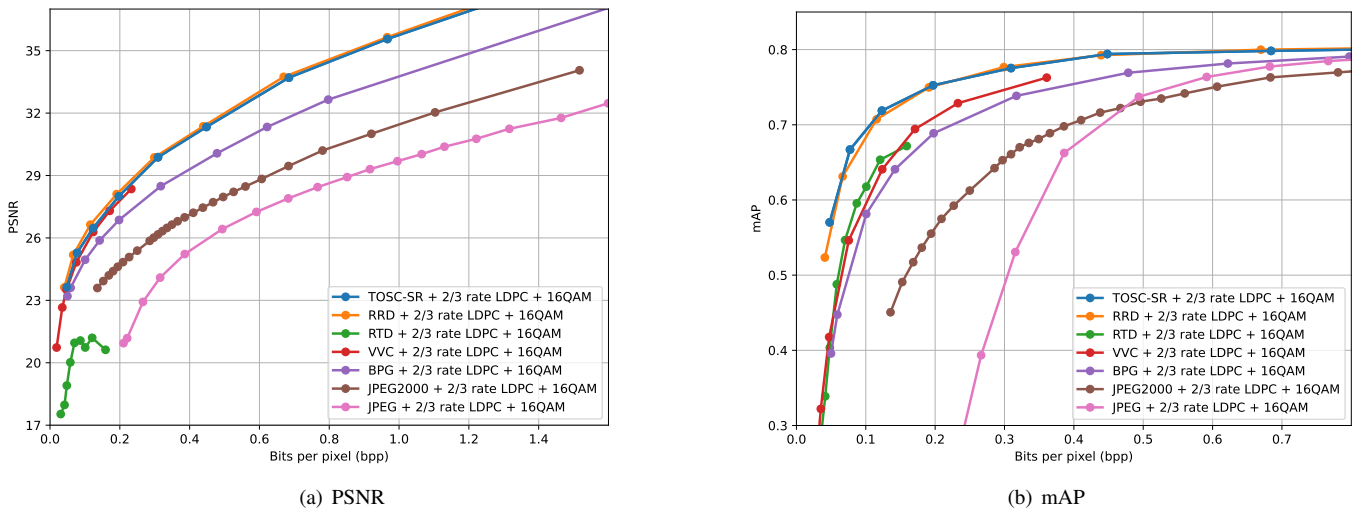 35
32
29
26
23
20
17
PSNR
0.0 0.2 0.4 0.6 0.8 1.0 1.2 1.4
Bits per pixel (bpp)
TOSC-SR + 2/3 rate LDPC + 16QAM
RRD + 2/3 rate LDPC + 16QAM
RTD + 2/3 rate LDPC + 16QAM
VVC + 2/3 rate LDPC + 16QAM
BPG + 2/3 rate LDPC + 16QAM
JPEG2000 + 2/3 rate LDPC + 16QAM
JPEG + 2/3 rate LDPC + 16QAM
(a) PSNR
0.8
0.7
0.6
0.5
0.4
0.3
mAP
0.0 0.1 0.2 0.3 0.4 0.5 0.6 0.7
Bits per pixel (bpp)
TOSC-SR + 2/3 rate LDPC + 16QAM
RRD + 2/3 rate LDPC + 16QAM
RTD + 2/3 rate LDPC + 16QAM
VVC + 2/3 rate LDPC + 16QAM
BPG + 2/3 rate LDPC + 16QAM
JPEG2000 + 2/3 rate LDPC + 16QAM
JPEG + 2/3 rate LDPC + 16QAM
(b) mAP